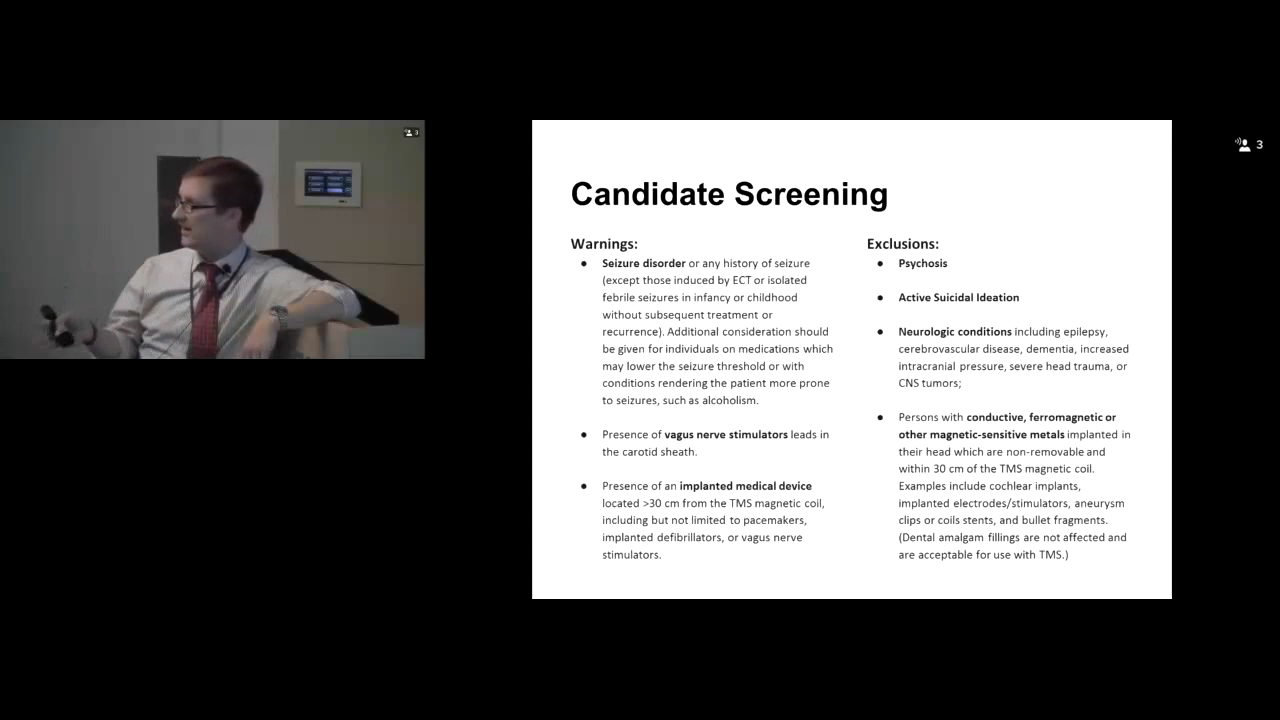 3
3
Candidate Screening
Warnings:
● Seizure disorder or any history of seizure
(except those induced by ECT or isolated
febrile seizures in infancy or childhood
without subsequent treatment or
recurrence). Additional consideration should
be given for individuals on medications which
may lower the seizure threshold or with
conditions rendering the patient more prone
to seizures, such as alcoholism.
● Presence of vagus nerve stimulators leads in
the carotid sheath.
● Presence of an implanted medical device
located >30 cm from the TMS magnetic coil,
including but not limited to pacemakers,
implanted defibrillators, or vagus nerve
stimulators.
Exclusions:
● Psychosis
● Active Suicidal Ideation
● Neurologic conditions including epilepsy,
cerebrovascular disease, dementia, increased
intracranial pressure, severe head trauma, or
CNS tumors;
● Persons with conductive, ferromagnetic or
other magnetic-sensitive metals implanted in
their head which are non-removable and
within 30 cm of the TMS magnetic coil.
Examples include cochlear implants,
implanted electrodes/stimulators, aneurysm
clips or coils stents, and bullet fragments.
(Dental amalgam fillings are not affected and
are acceptable for use with TMS.)